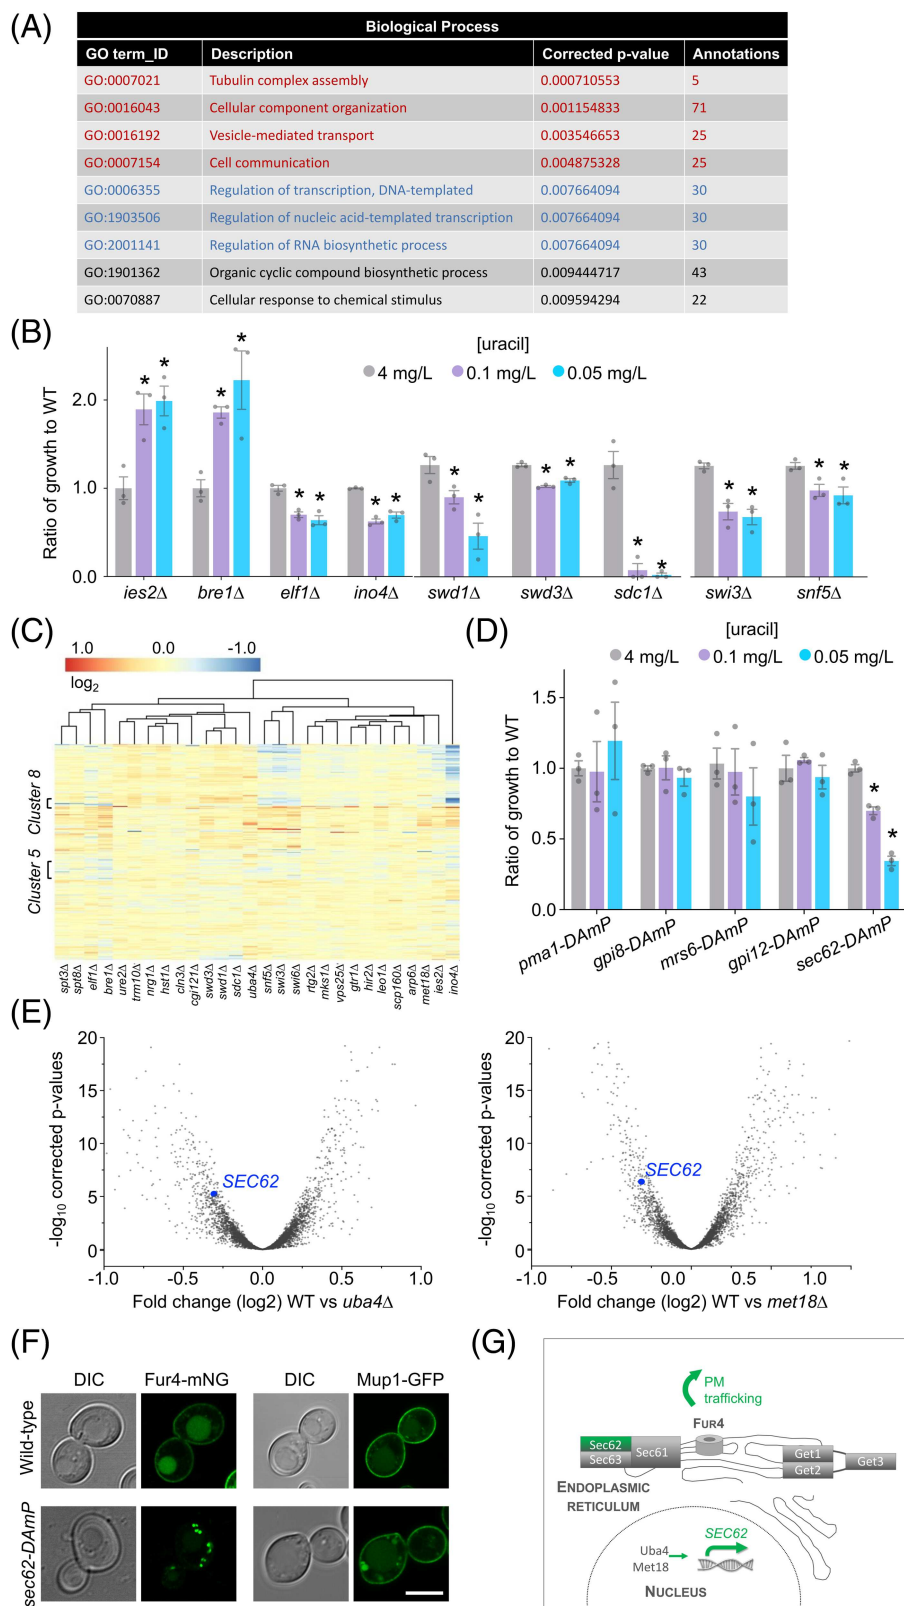 (A)
Biological Process
GO term_ID Description Corrected p-value Annotations
GO:0007021 Tubulin complex assembly 0.000710553 5
GO:0016043 Cellular component organization 0.001154833 71
GO:0016192 Vesicle-mediated transport 0.003546653 25
GO:0007154 Cell communication 0.004875328 25
GO:0006355 Regulation of transcription, DNA-templated 0.007664094 30
GO:1903506 Regulation of nucleic acid-templated transcription 0.007664094 30
GO:2001141 Regulation of RNA biosynthetic process 0.007664094 30
GO:1901362 Organic cyclic compound biosynthetic process 0.009444717 43
GO:0070887 Cellular response to chemical stimulus 0.009594294 22
(B)
[uracil]
4 mg/L 0.1 mg/L 0.05 mg/L
Ratio of growth to WT
2.0
1.0
0.0
* * * * * * * * * * * * * * * * * *
ies2Δ bre1Δ elf1Δ ino4Δ swd1Δ swd3Δ sdc1Δ swi3Δ snf5Δ
(C)
1.0 0.0 -1.0
log2
Cluster 8
Cluster 5
spt3Δ spt8Δ elf1Δ bre1Δ ure2Δ trm10Δ nrg1Δ hst1Δ cln3Δ cgi121Δ swd3Δ swd1Δ sdc1Δ uba4Δ snf5Δ swi3Δ swi6Δ rtg2Δ mks1Δ vps25Δ gtr1Δ hir2Δ leo1Δ scp160Δ arp6Δ met18Δ ies2Δ ino4Δ
(D)
[uracil]
4 mg/L 0.1 mg/L 0.05 mg/L
Ratio of growth to WT
1.5
1.0
0.5
0.0
* *
pma1-DAmP gpi8-DAmP mrs6-DAmP gpi12-DAmP sec62-DAmP
(E)
-log10 corrected p-values
20
15
10
5
0
SEC62
-1.0 -0.5 0.0 0.5 1.0
Fold change (log2) WT vs uba4Δ
-log10 corrected p-values
20
15
10
5
0
SEC62
-1.0 -0.5 0.0 0.5 1.0
Fold change (log2) WT vs met18Δ
(F)
DIC Fur4-mNG DIC Mup1-GFP
Wild-type
sec62-DAmP
(G)
PM
trafficking
FUR4
Sec62
Sec63
Sec61
Get1
Get2
Get3
ENDOPLASMIC
RETICULUM
SEC62
Uba4
Met18
NUCLEUS